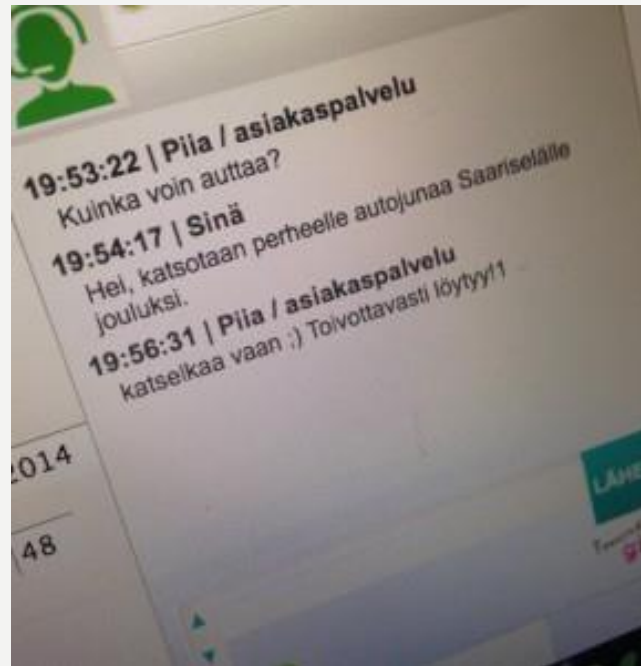 19:53:22 | Piia / asiakaspalvelu
Kuinka voin auttaa?
19:54:17 | Sinä
Hei, katsotaan perheelle autojunaa Saariselälle
jouluksi.
19:56:31 | Piia / asiakaspalvelu
katselkaa vaan ;) Toivottavasti löytyy!1
2014
48